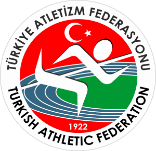 TÜRKİYE ATLETİZM FEDERASYONU
1922
TURKISH ATHLETIC FEDERATION